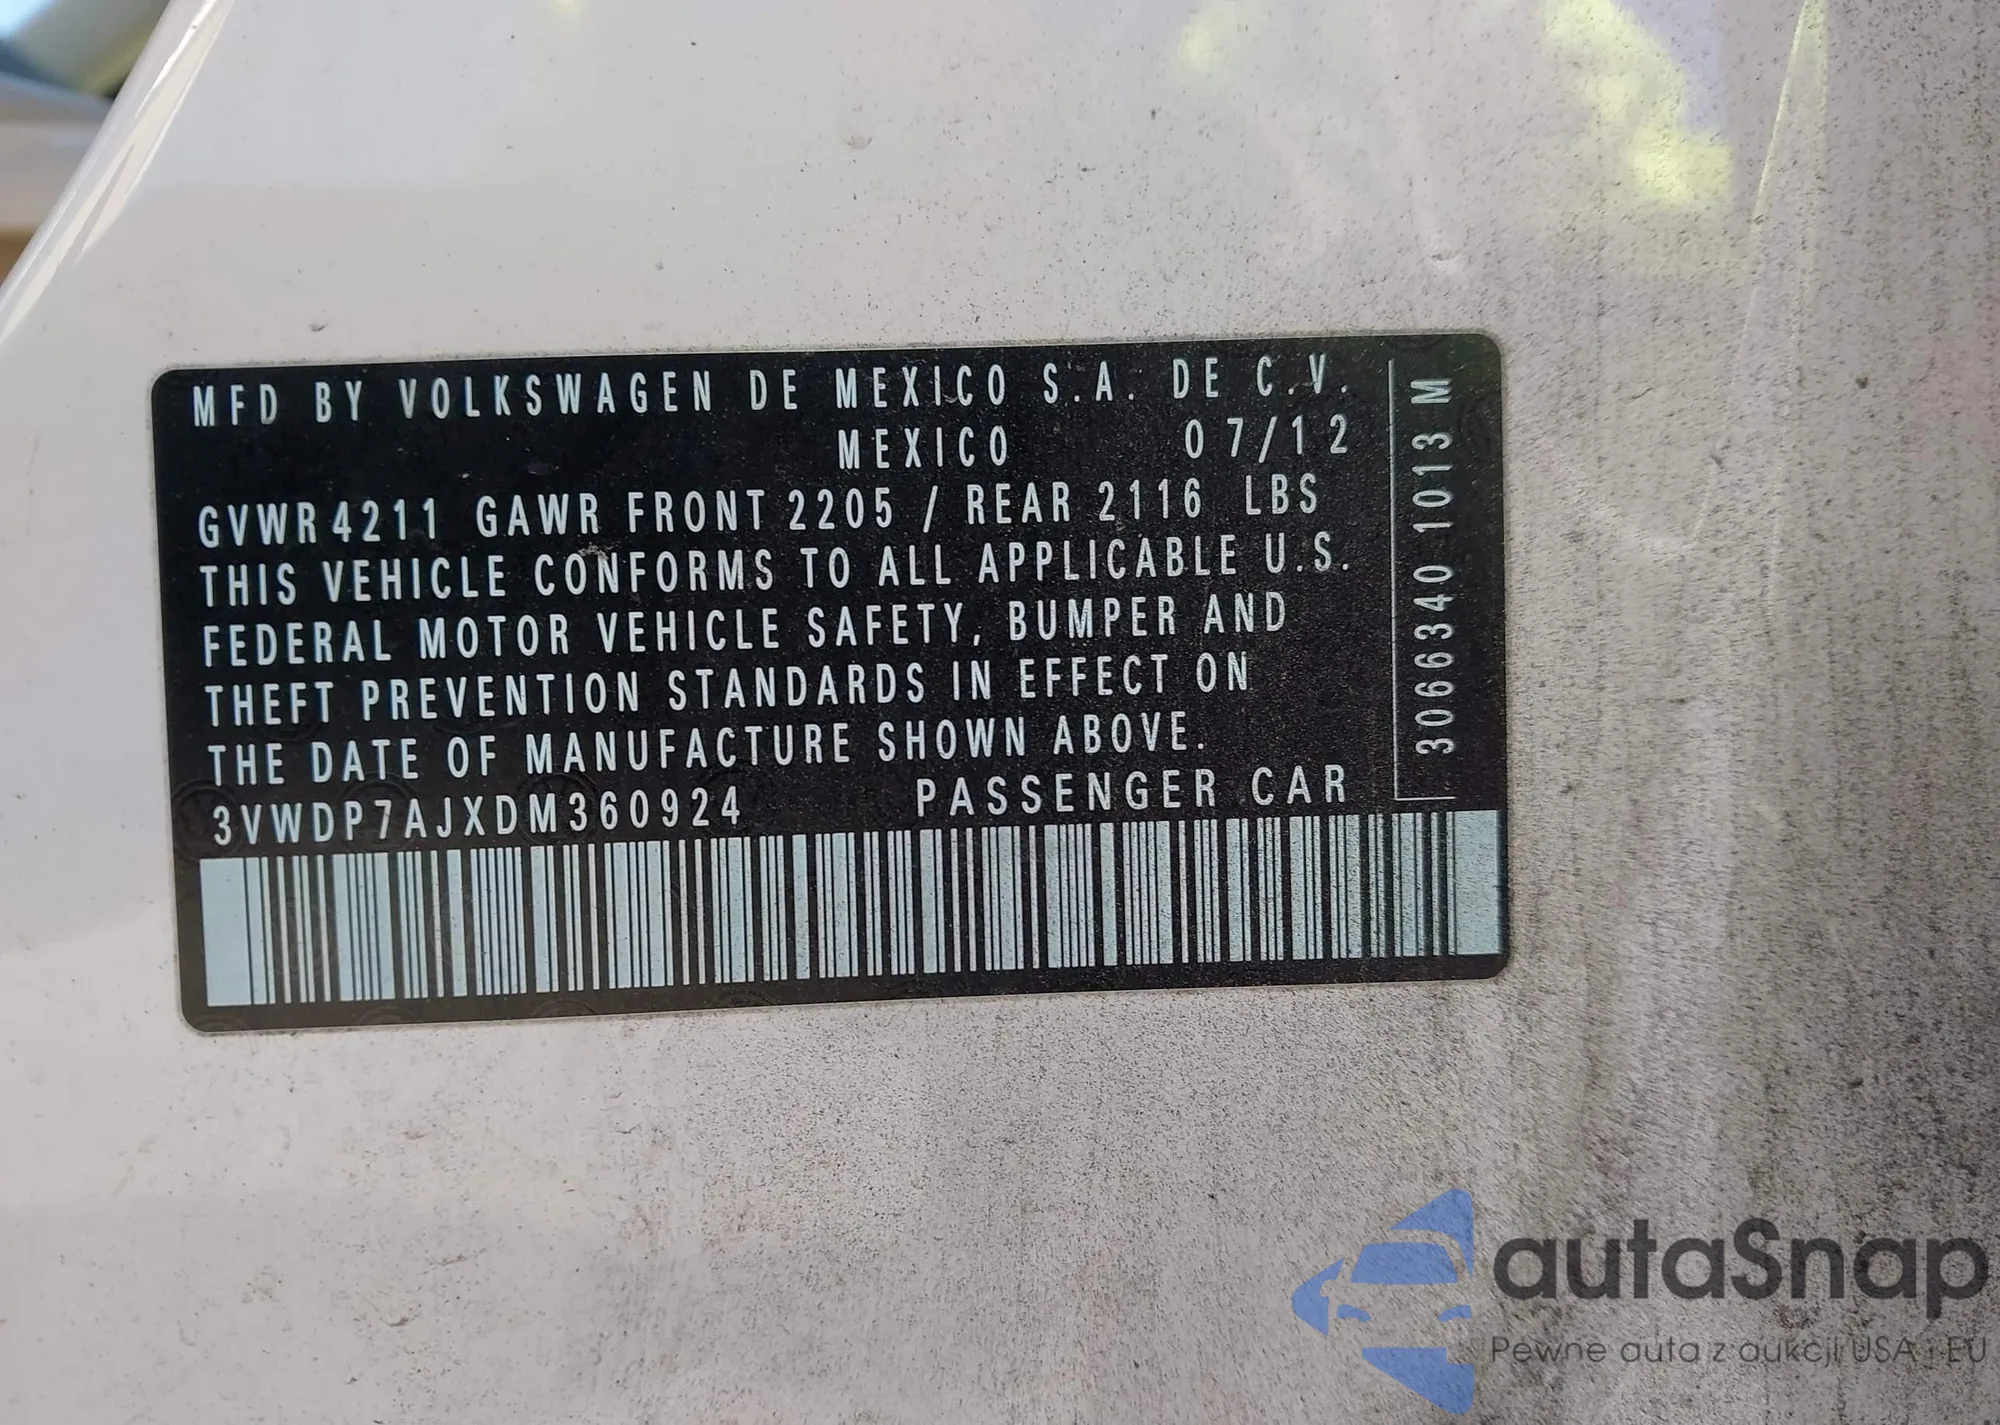 MFD BY VOLKSWAGEN DE MEXICO S.A. DE C.V.
MEXICO 07/12
GVWR 4211 GAWR FRONT 2205 / REAR 2116 LBS
THIS VEHICLE CONFORMS TO ALL APPLICABLE U.S.
FEDERAL MOTOR VEHICLE SAFETY, BUMPER AND
THEFT PREVENTION STANDARDS IN EFFECT ON
THE DATE OF MANUFACTURE SHOWN ABOVE.
3VWDP7AJXDM360924 PASSENGER CAR
3066340 1013 M
autaSnap
Pewne auta z aukcji USA i EU